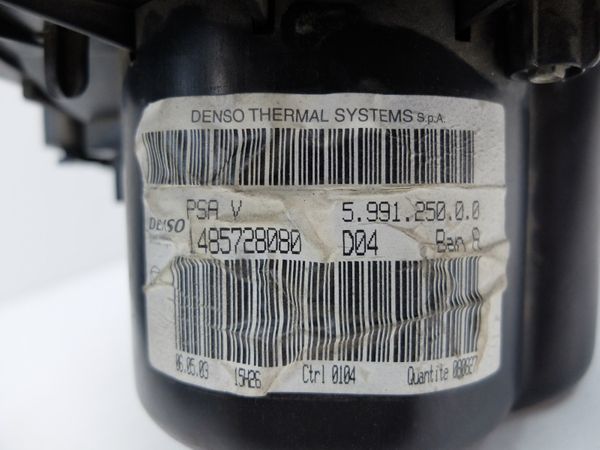 DENSO THERMAL SYSTEMS S.p.A.
PSA V 5.991.250.0.0
DENSO
1485728080 D04 Ban 8
06.05.03 15H26 Ctrl 0104 Quantite